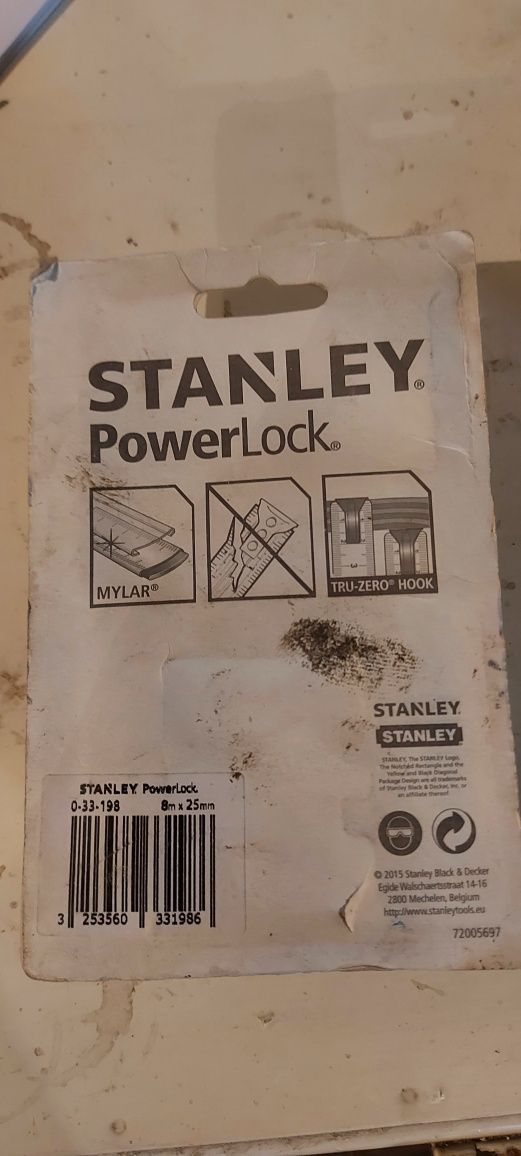 STANLEY®
PowerLock®
MYLAR®
3
TRU-ZERO® HOOK
STANLEY
STANLEY
STANLEY, The STANLEY Logo,
The Notched Rectangle and the
Yellow and Black Diagonal
Package Design are all trademarks
of Stanley Black & Decker, Inc. or
an affiliate thereof
STANLEY PowerLock
0-33-198 8m x 25mm
3 253560 331986
© 2015 Stanley Black & Decker
Egide Walschaertsstraat 14-16
2800 Mechelen, Belgium
http://www.stanleytools.eu
72005697